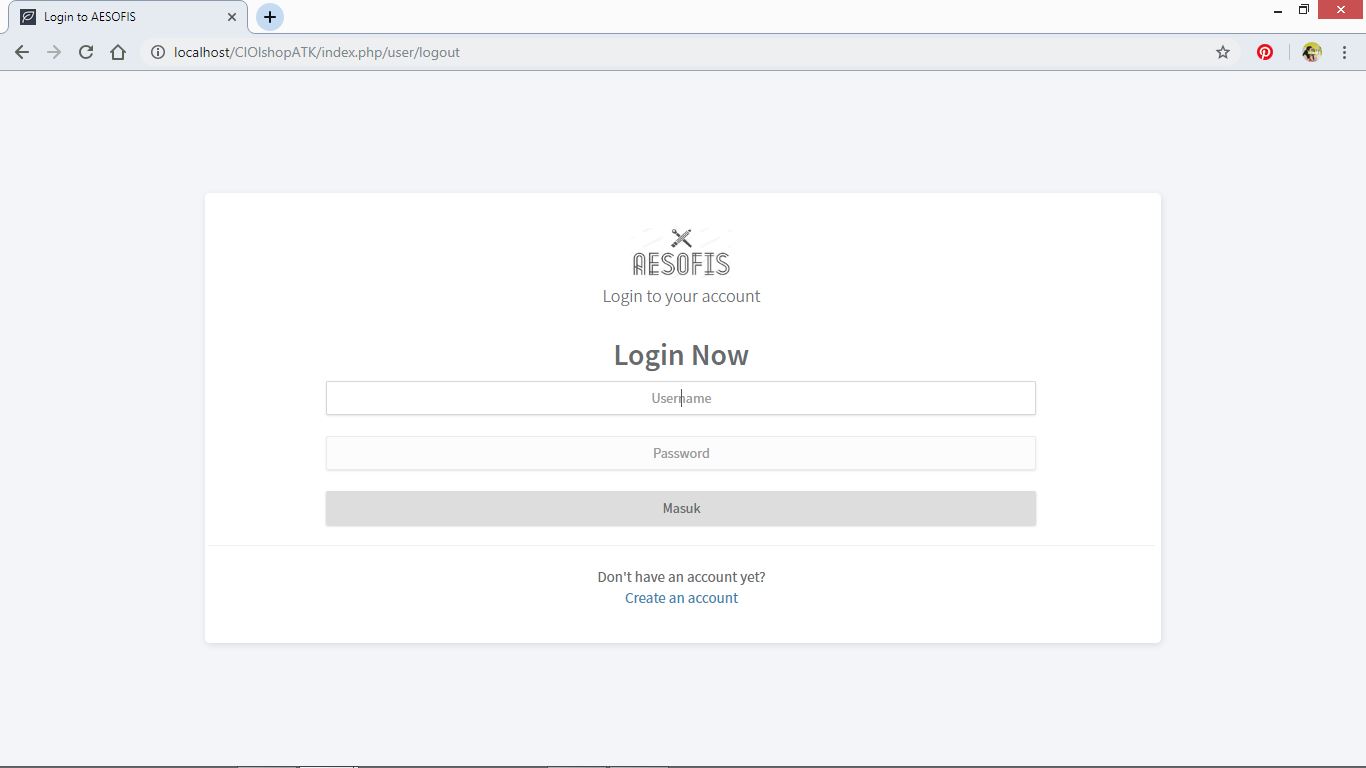 Login to AESOFIS
localhost/CIOlshopATK/index.php/user/logout
AESOFIS
Login to your account
Login Now
Username
Password
Masuk
Don't have an account yet?
Create an account